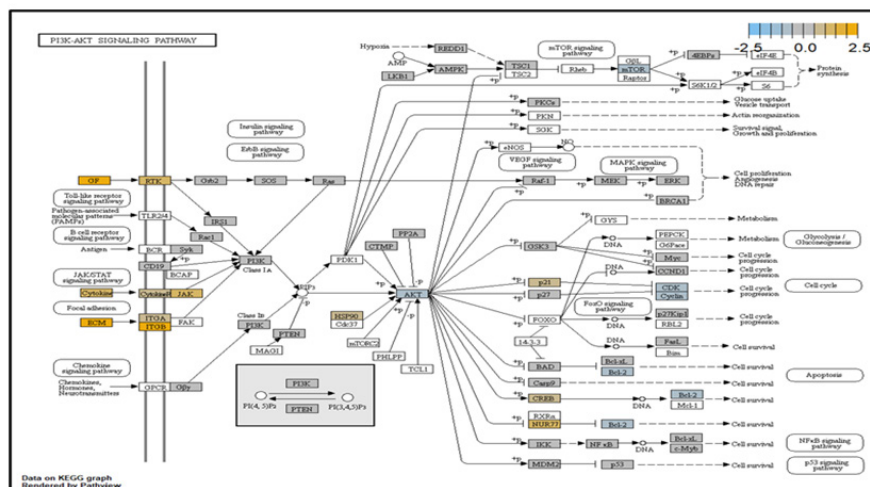 PI3K-AKT SIGNALING PATHWAY
-2.5 0.0 2.5
Hypoxia
REDD1
AMP
LKB1
AMPK
TSC1
TSC2
Rheb
mTOR signaling
pathway
GβL
mTOR
Raptor
4EBPs
eIF4E
S6K1/2
eIF4B
S6
Protein
synthesis
PKCs
Glucose uptake
Vesicle transport
PKN
Actin reorganization
SGK
Survival signal,
Growth and proliferation
Insulin signaling
pathway
ErbB signaling
pathway
eNOS
NO
VEGF signaling
pathway
MAPK signaling
pathway
Cell proliferation
Angiogenesis
DNA repair
GF
RTK
Grb2
SOS
Ras
Raf-1
MEK
ERK
BRCA1
Toll-like receptor
signaling pathway
Pathogen-associated
molecular patterns
(PAMPs)
TLR2/4
IRS1
Rac1
B cell receptor
signaling pathway
Antigen
BCR
Syk
CD19
BCAP
PI3K
Class IA
JAK/STAT
signaling pathway
Cytokine
CytokineR
JAK
Focal adhesion
ECM
ITGA
ITGB
FAK
Chemokine
signaling pathway
Chemokines,
Hormones,
Neurotransmitters
GPCR
Gβγ
Class IB
PI3K
PTEN
MAGI
PIP3
PDK1
PP2A
CTMP
AKT
HSP90
Cdc37
mTORC2
PHLPP
TCL1
PI3K
PI(4,5)P2
PI(3,4,5)P3
PTEN
GSK3
GYS
Metabolism
DNA
PEPCK
G6Pase
Metabolism
Glycolysis /
Gluconeogenesis
Myc
Cell cycle
progression
CCND1
Cell cycle
progression
p21
p27
CDK
Cyclin
Cell cycle
progression
Cell cycle
FoxO signaling
pathway
FOXO
p27Kip1
RBL2
Cell cycle
progression
DNA
FasL
Bim
Cell survival
14-3-3
BAD
Bcl-xL
Bcl-2
Cell survival
Apoptosis
Casp9
Cell survival
CREB
DNA
Bcl-2
Mcl-1
Cell survival
RXRα
NUR77
Bcl-2
Cell survival
IKK
NFκB
DNA
Bcl-xL
c-Myb
Cell survival
NFκB signaling
pathway
MDM2
p53
Cell survival
p53 signaling
pathway
Data on KEGG graph
Rendered by Pathview